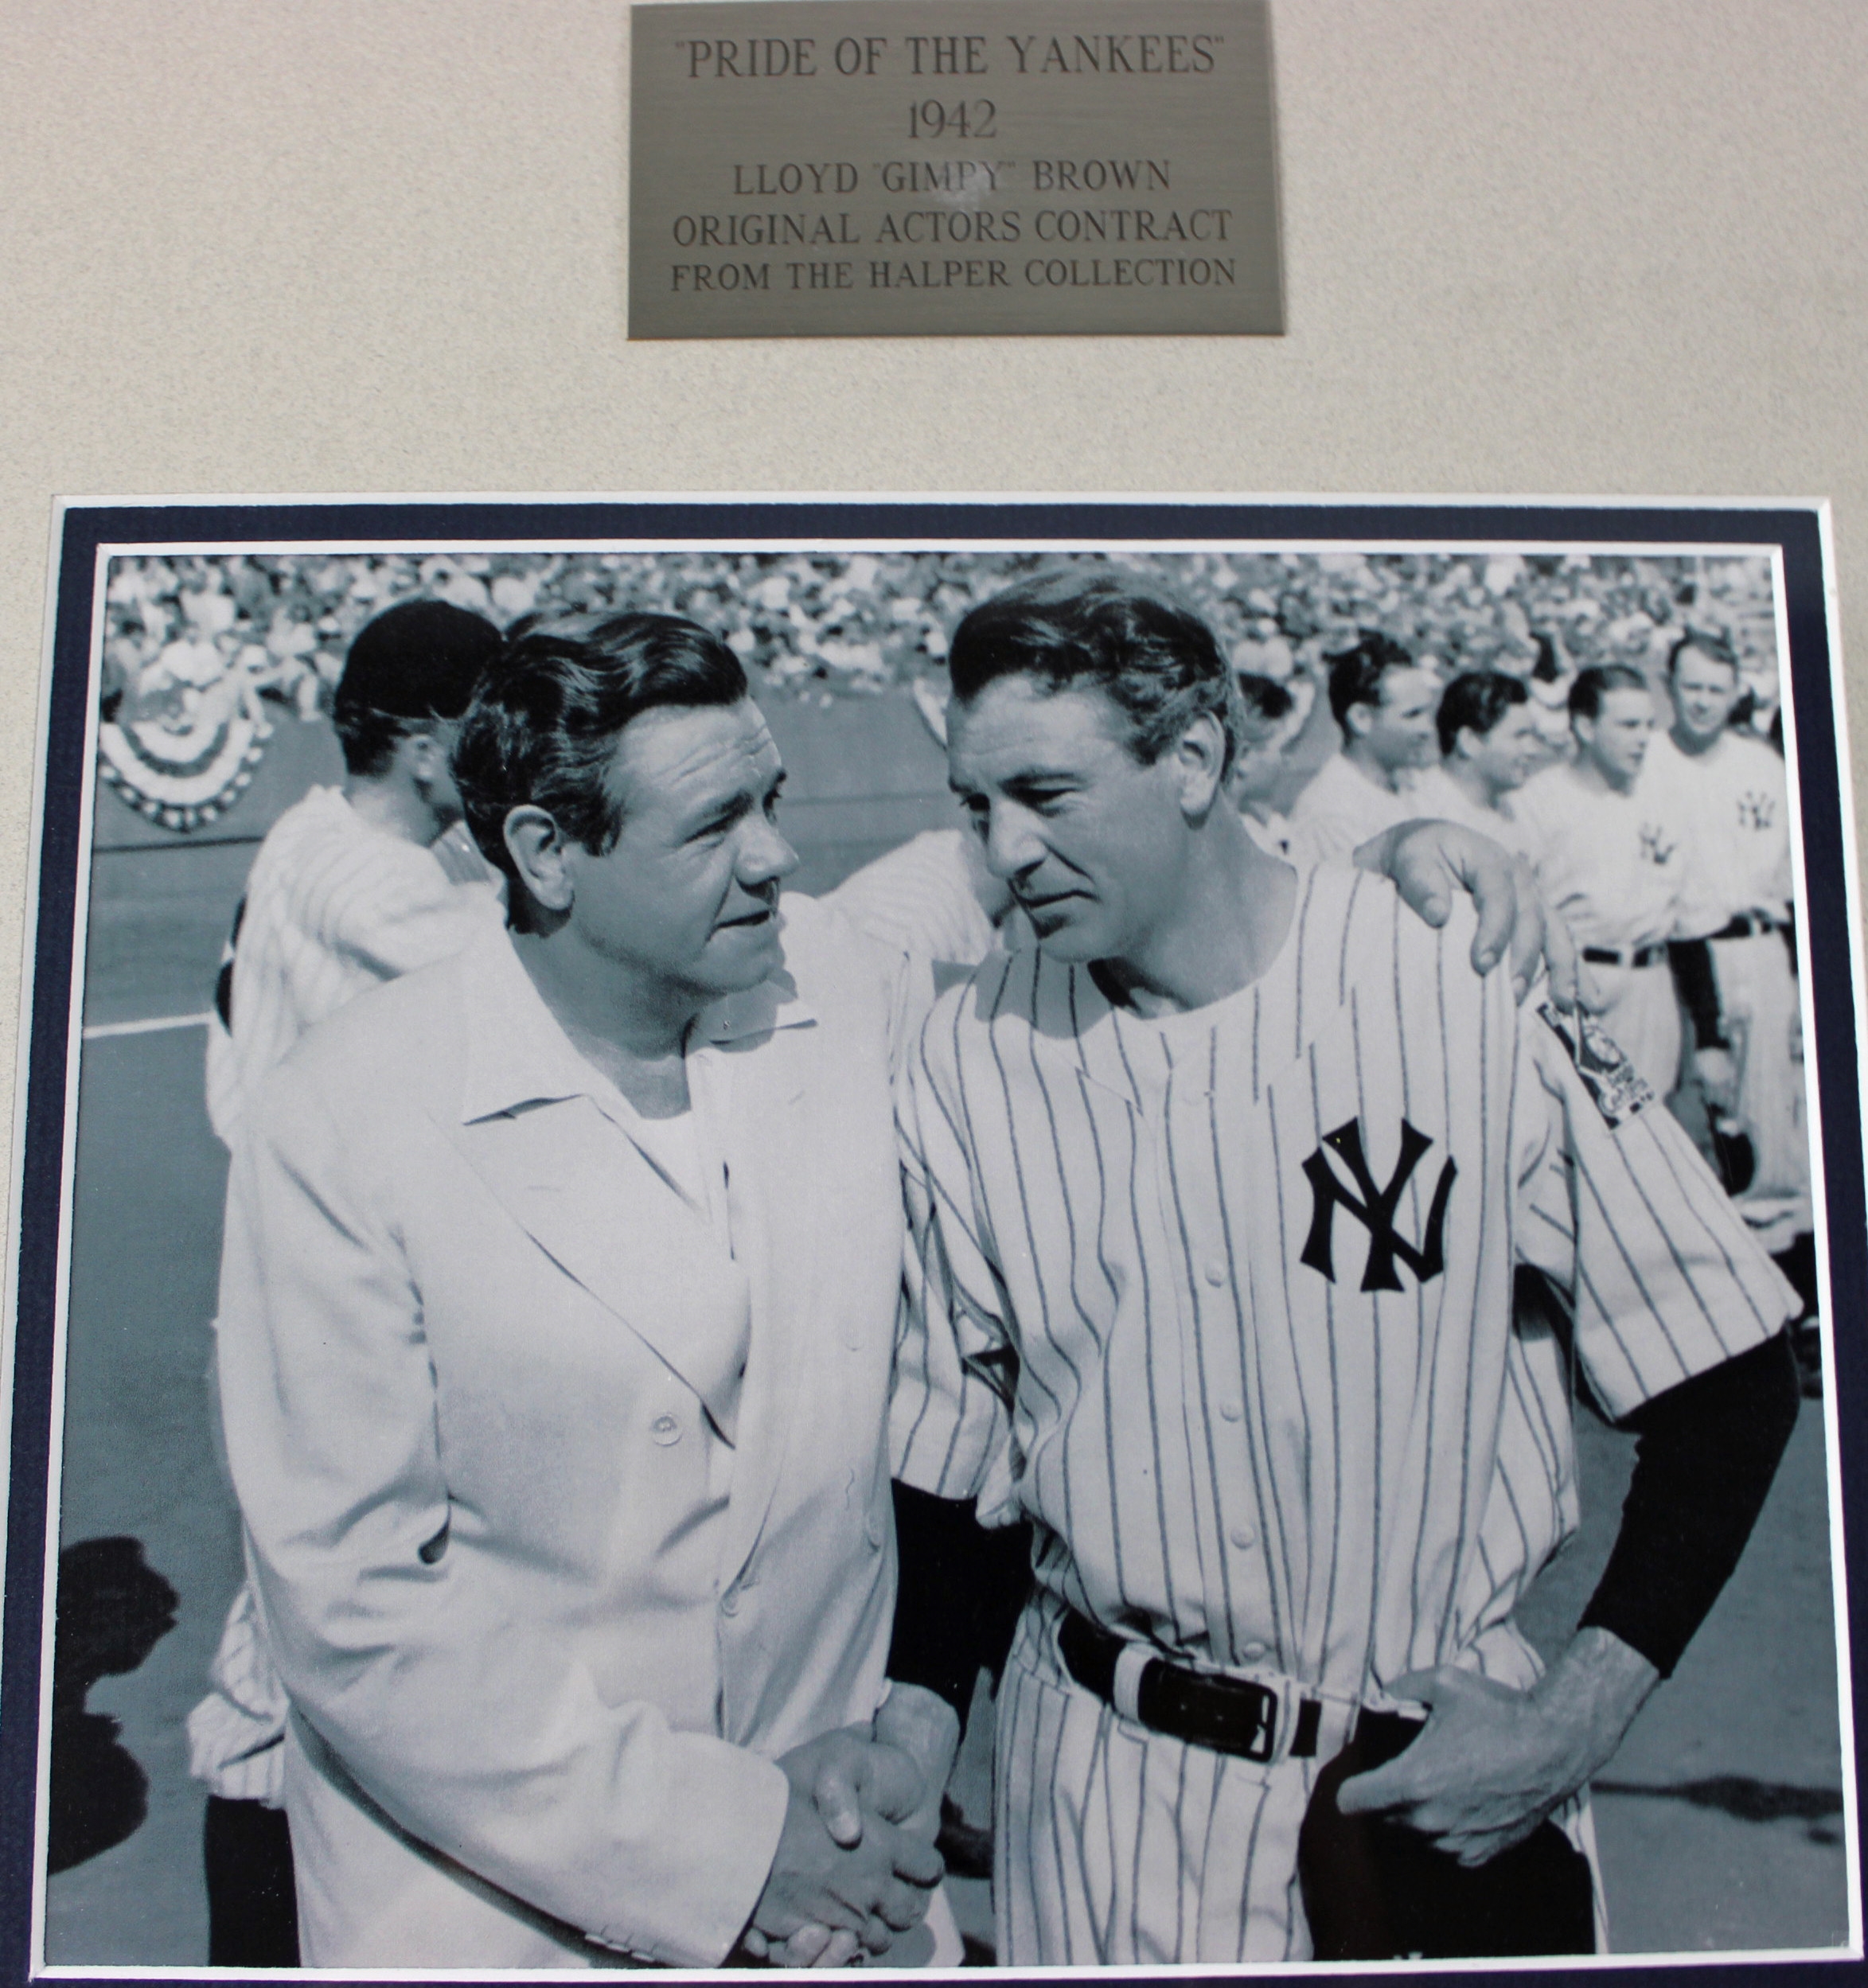 "PRIDE OF THE YANKEES"
1942
LLOYD "GIMPY" BROWN
ORIGINAL ACTORS CONTRACT
FROM THE HALPER COLLECTION
NY